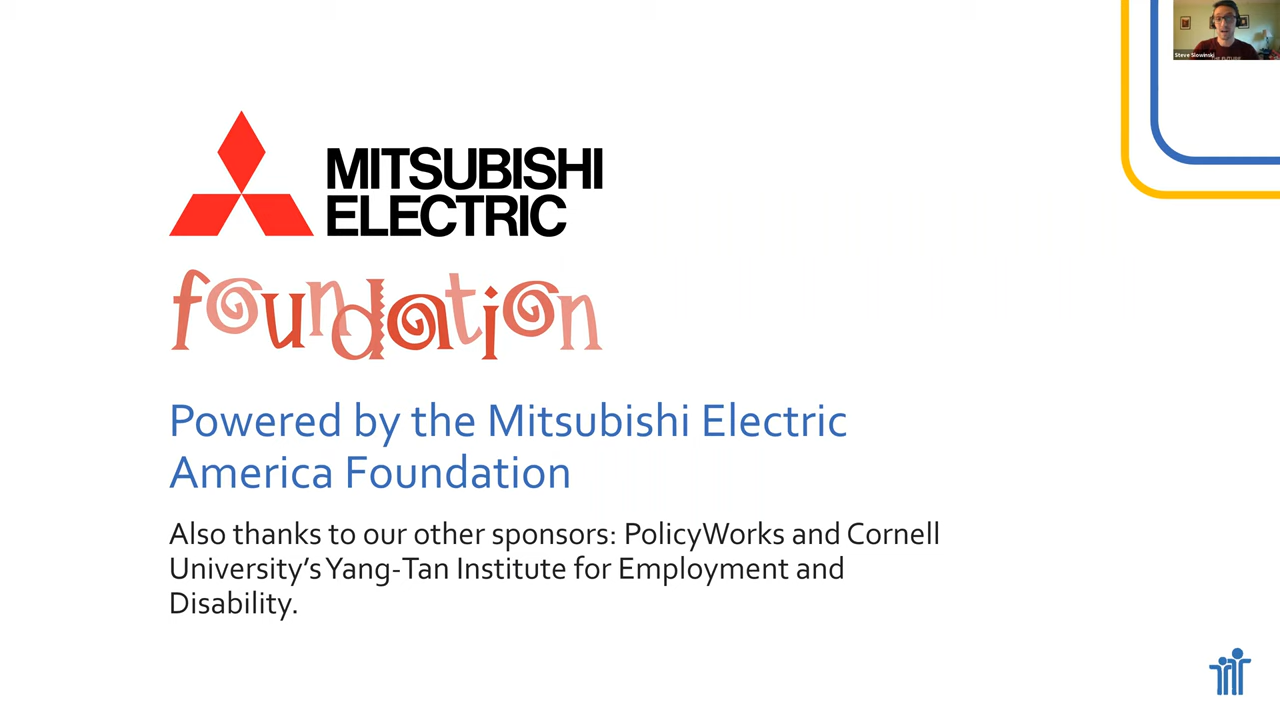 Steve Slowinski
MITSUBISHI
ELECTRIC
foundation
Powered by the Mitsubishi Electric
America Foundation
Also thanks to our other sponsors: PolicyWorks and Cornell
University's Yang-Tan Institute for Employment and
Disability.